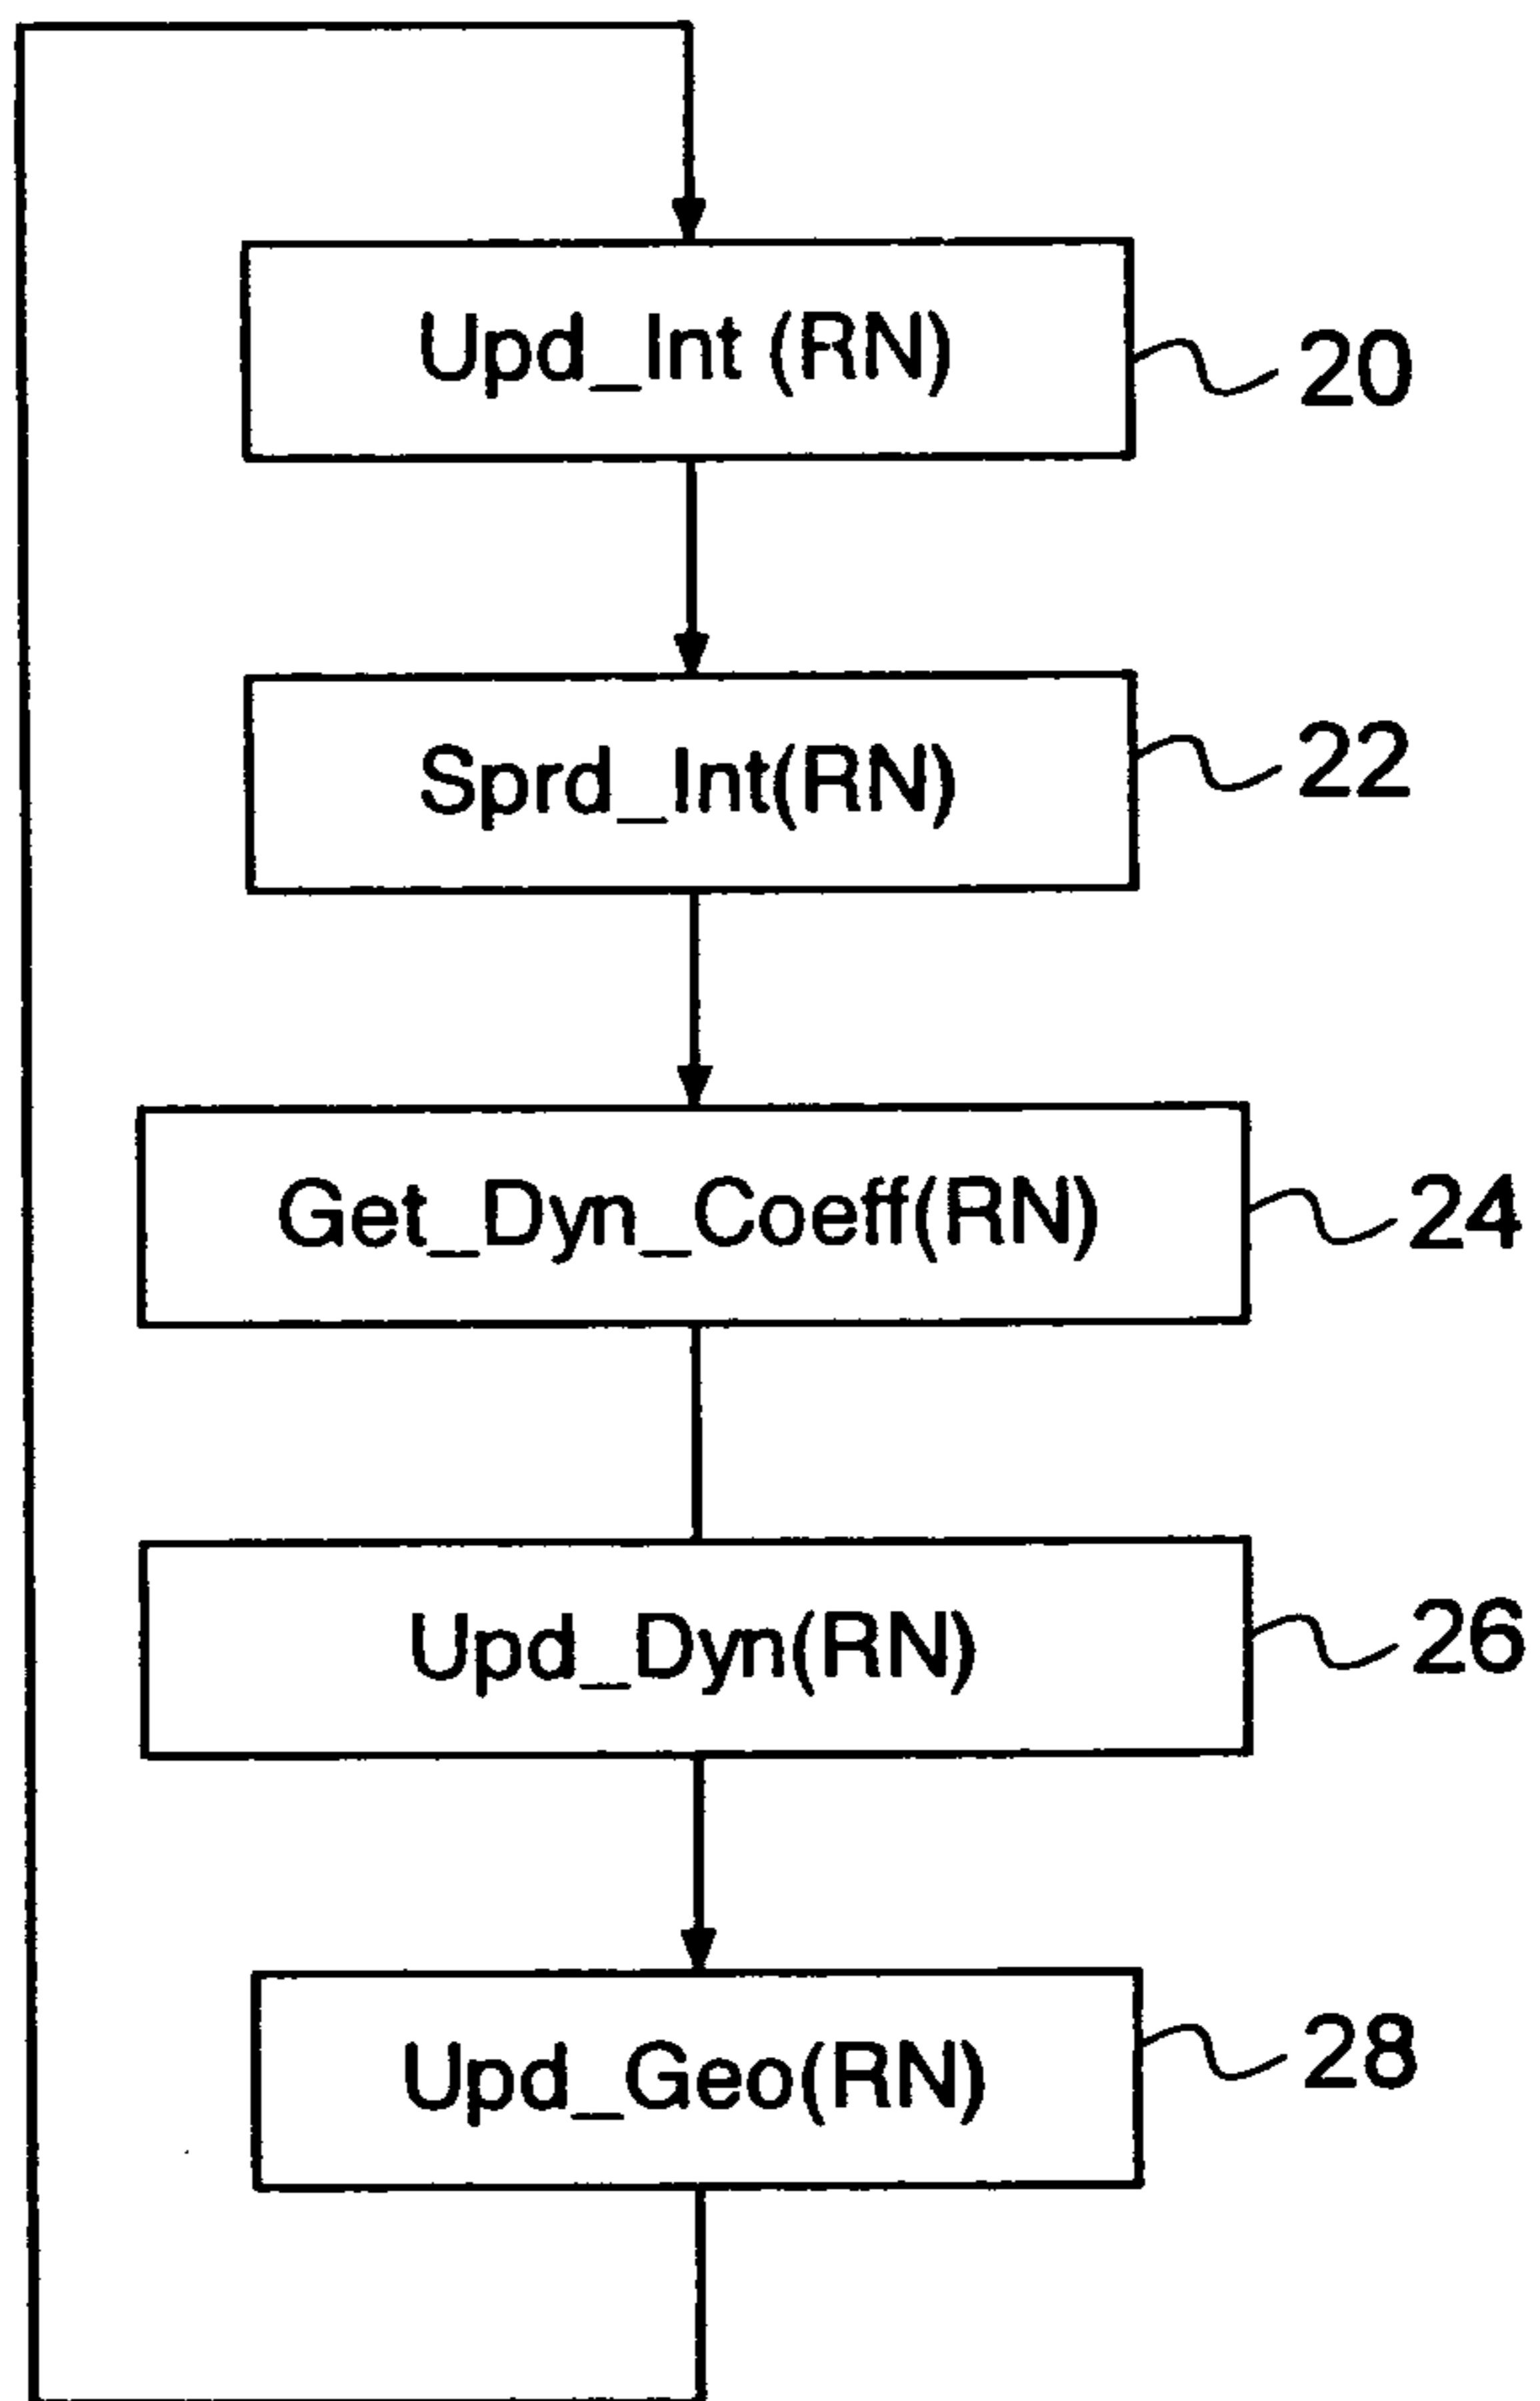 Upd_Int (RN)
20
Sprd_Int(RN)
22
Get_Dyn_Coeff(RN)
24
Upd_Dyn(RN)
26
Upd_Geo(RN)
28